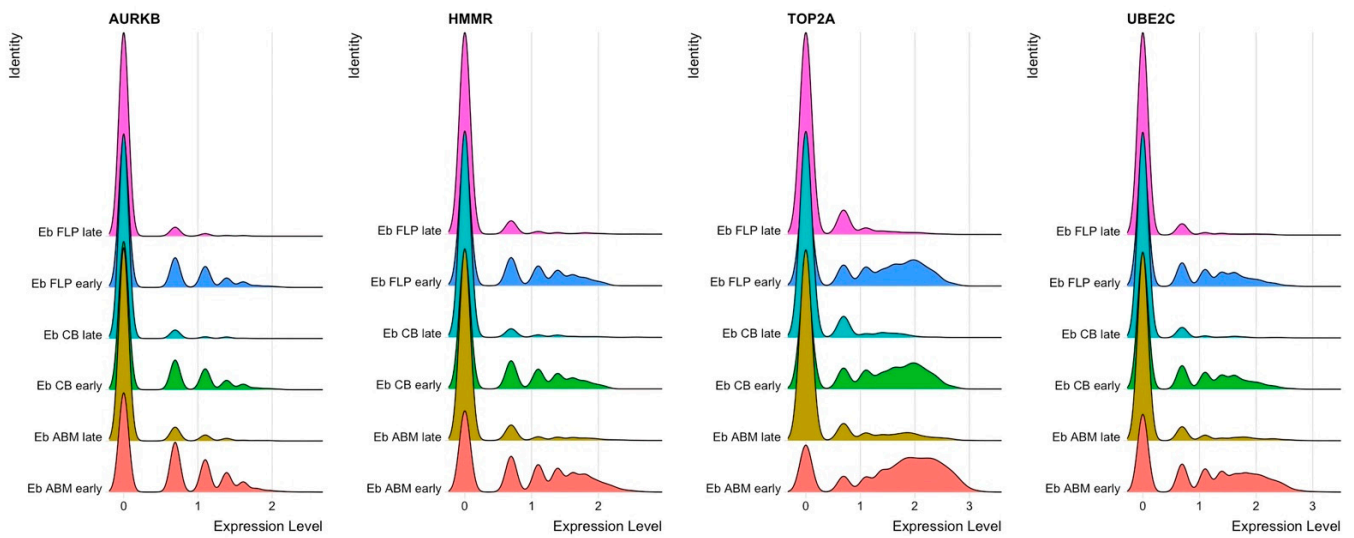 AURKB
Identity
Eb FLP late
Eb FLP early
Eb CB late
Eb CB early
Eb ABM late
Eb ABM early
0 1 2
Expression Level
HMMR
Identity
Eb FLP late
Eb FLP early
Eb CB late
Eb CB early
Eb ABM late
Eb ABM early
0 1 2
Expression Level
TOP2A
Identity
Eb FLP late
Eb FLP early
Eb CB late
Eb CB early
Eb ABM late
Eb ABM early
0 1 2 3
Expression Level
UBE2C
Identity
Eb FLP late
Eb FLP early
Eb CB late
Eb CB early
Eb ABM late
Eb ABM early
0 1 2 3
Expression Level